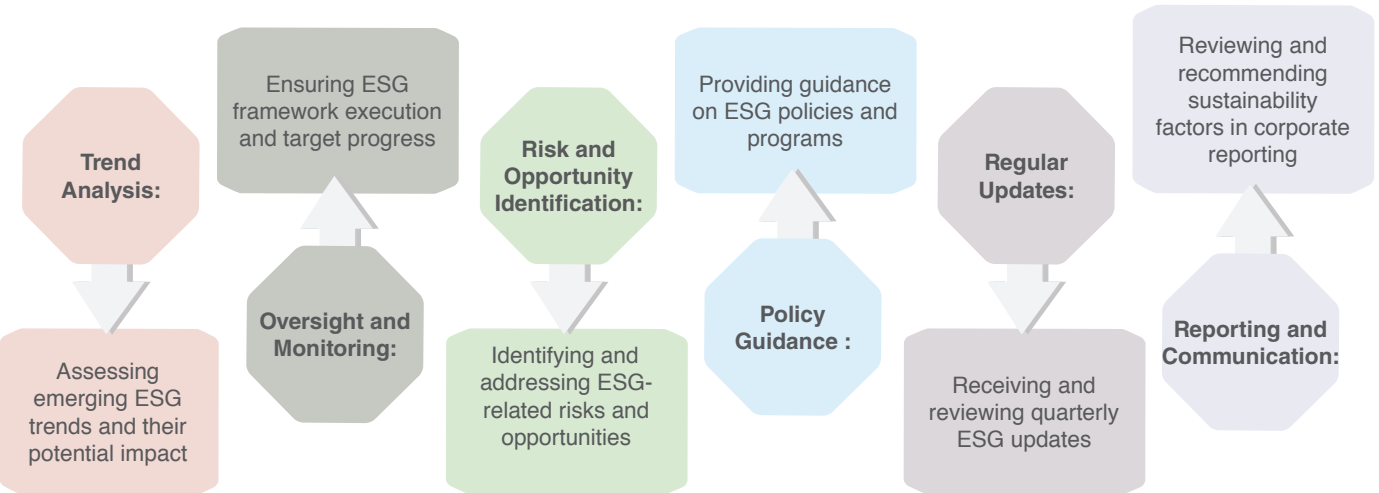 Trend
Analysis:
Assessing
emerging ESG
trends and their
potential impact
Ensuring ESG
framework execution
and target progress
Oversight and
Monitoring:
Risk and
Opportunity
Identification:
Identifying and
addressing ESG-
related risks and
opportunities
Providing guidance
on ESG policies and
programs
Policy
Guidance :
Regular
Updates:
Receiving and
reviewing quarterly
ESG updates
Reviewing and
recommending
sustainability
factors in corporate
reporting
Reporting and
Communication: